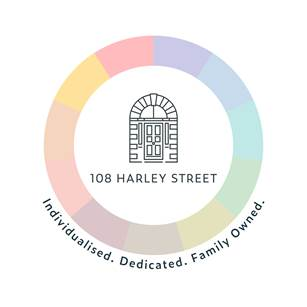 108 HARLEY STREET
Individualised. Dedicated. Family Owned.